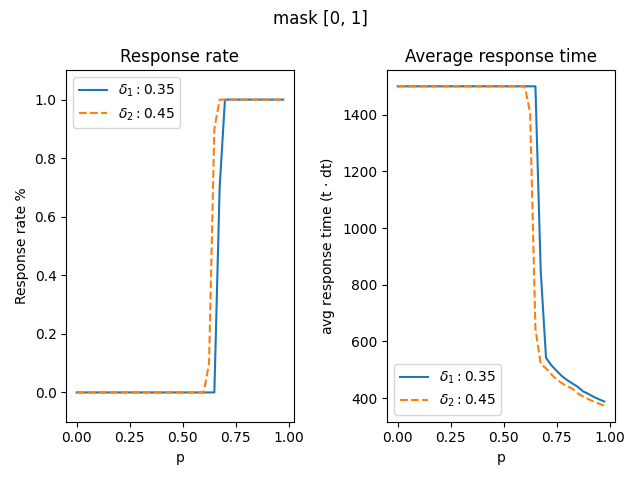 mask [0, 1]
Response rate
Response rate %
1.0
0.8
0.6
0.4
0.2
0.0
δ₁ : 0.35
δ₂ : 0.45
0.00 0.25 0.50 0.75 1.00
p
Average response time
avg response time (t · dt)
1400
1200
1000
800
600
400
δ₁ : 0.35
δ₂ : 0.45
0.00 0.25 0.50 0.75 1.00
p